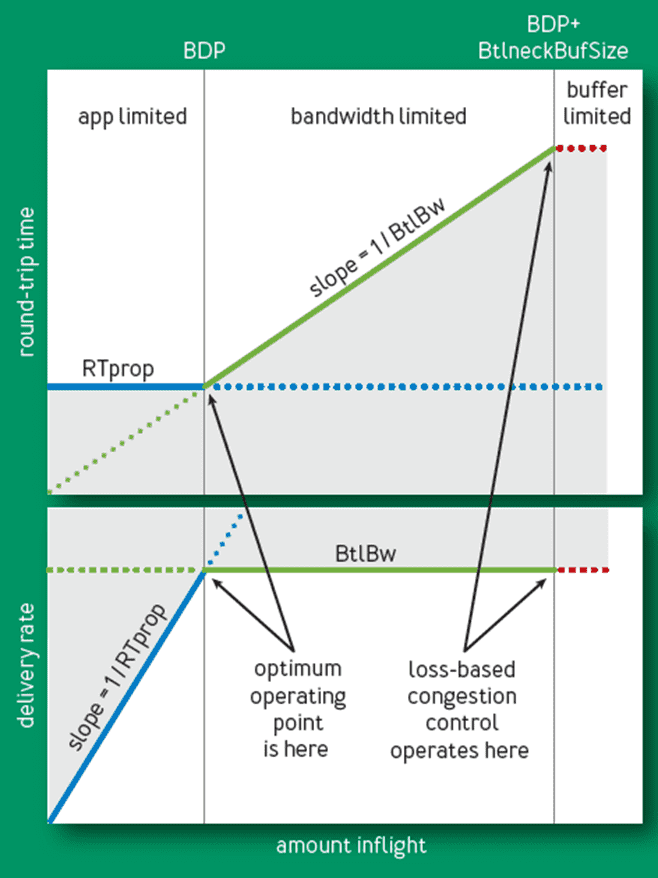 BDP
BDP+
BtlneckBufSize
app limited
bandwidth limited
buffer
limited
round-trip time
slope = 1 / BtlBw
RTprop
BtlBw
delivery rate
slope = 1 / RTprop
optimum
operating
point
is here
loss-based
congestion
control
operates here
amount inflight